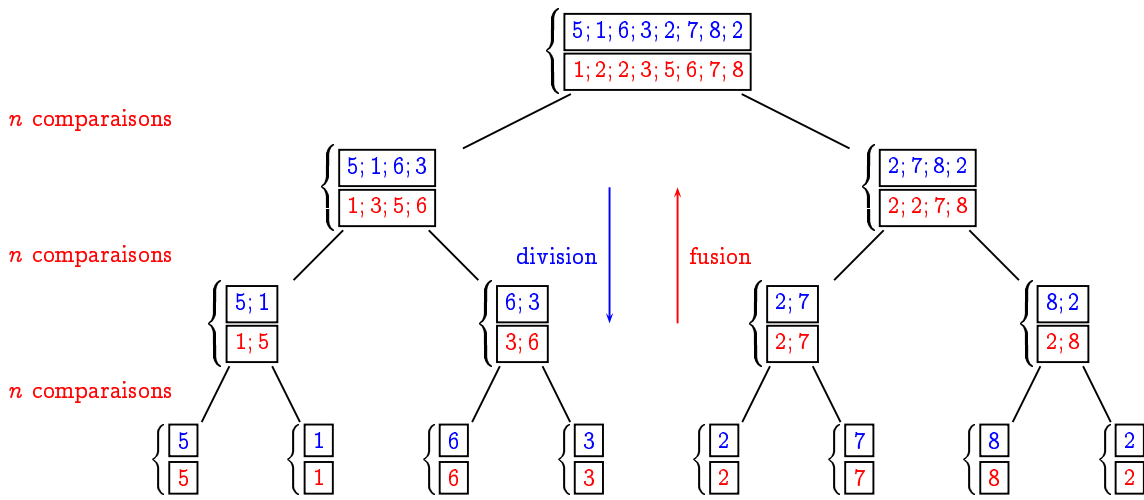 5; 1; 6; 3; 2; 7; 8; 2
1; 2; 2; 3; 5; 6; 7; 8
n comparaisons
5; 1; 6; 3
2; 7; 8; 2
1; 3; 5; 6
2; 2; 7; 8
n comparaisons
division
fusion
5; 1
6; 3
2; 7
8; 2
1; 5
3; 6
2; 7
2; 8
n comparaisons
5
1
6
3
2
7
8
2
5
1
6
3
2
7
8
2